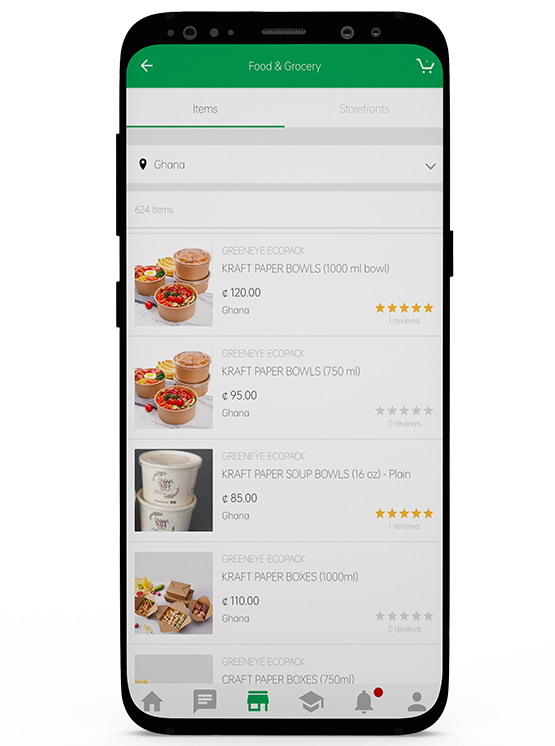 Food & Grocery
Items
Storefronts
Ghana
624 Items
GREENEYE ECOPACK
KRAFT PAPER BOWLS (1000 ml bowl)
¢ 120.00
Ghana
1 reviews
GREENEYE ECOPACK
KRAFT PAPER BOWLS (750 ml)
¢ 95.00
Ghana
0 reviews
GREENEYE ECOPACK
KRAFT PAPER SOUP BOWLS (16 oz) - Plain
¢ 85.00
Ghana
1 reviews
GREENEYE ECOPACK
KRAFT PAPER BOXES (1000ml)
¢ 110.00
Ghana
0 reviews
GREENEYE ECOPACK
CRAFT PAPER BOXES (750ml)